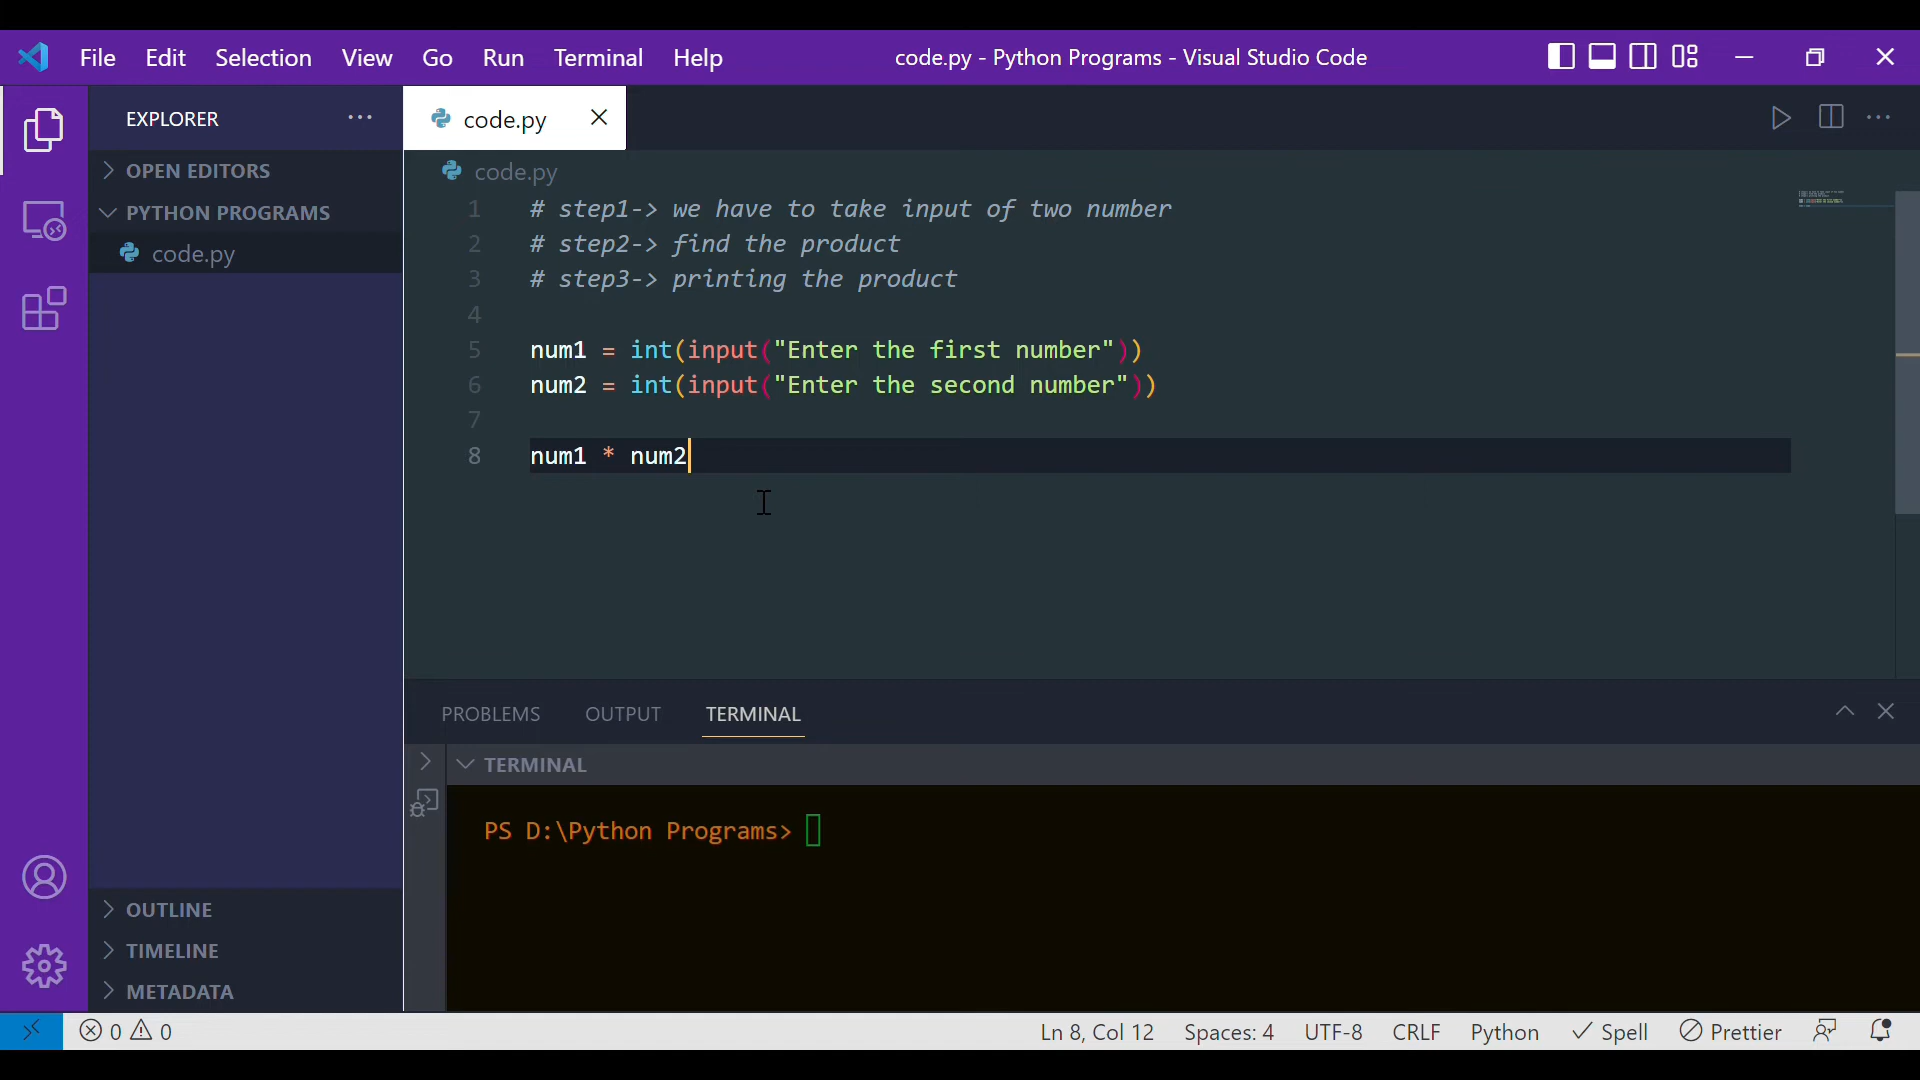 File Edit Selection View Go Run Terminal Help code.py - Python Programs - Visual Studio Code
EXPLORER
code.py
OPEN EDITORS
PYTHON PROGRAMS
code.py
OUTLINE
TIMELINE
METADATA
code.py
1 # step1-> we have to take input of two number
2 # step2-> find the product
3 # step3-> printing the product
4
5 num1 = int(input("Enter the first number"))
6 num2 = int(input("Enter the second number"))
7
8 num1 * num2
PROBLEMS OUTPUT TERMINAL
TERMINAL
PS D:\Python Programs>
0 0 Ln 8, Col 12 Spaces: 4 UTF-8 CRLF Python Spell Prettier